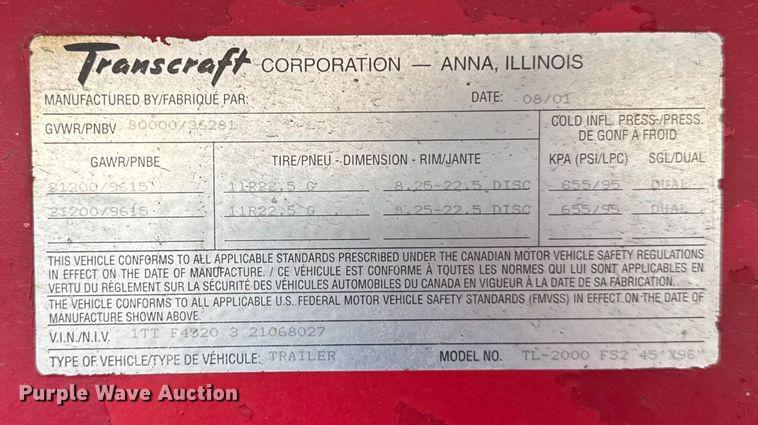 Transcraft CORPORATION — ANNA, ILLINOIS
MANUFACTURED BY/FABRIQUÉ PAR: DATE: 08/01
GVWR/PNBV 80000/36281 COLD INFL. PRESS./PRESS. DE GONF A FROID
GAWR/PNBE TIRE/PNEU - DIMENSION - RIM/JANTE KPA (PSI/LPC) SGL/DUAL
21200/9615 11R22.5 G 8.25-22.5 DISC 655/95 DUAL
21200/9615 11R22.5 G 8.25-22.5 DISC 655/95 DUAL
THIS VEHICLE CONFORMS TO ALL APPLICABLE STANDARDS PRESCRIBED UNDER THE CANADIAN MOTOR VEHICLE SAFETY REGULATIONS
IN EFFECT ON THE DATE OF MANUFACTURE. / CE VÉHICULE EST CONFORME À TOUTES LES NORMES QUI LUI SONT APPLICABLES EN
VERTU DU RÈGLEMENT SUR LA SÉCURITÉ DES VÉHICULES AUTOMOBILES DU CANADA EN VIGUEUR À LA DATE DE SA FABRICATION.
THE VEHICLE CONFORMS TO ALL APPLICABLE U.S. FEDERAL MOTOR VEHICLE SAFETY STANDARDS (FMVSS) IN EFFECT ON THE DATE OF
MANUFACTURE SHOWN ABOVE.
V.I.N./N.I.V. 1TT F4320 3 21068027
TYPE OF VEHICLE/TYPE DE VÉHICULE: TRAILER MODEL NO. TL-2000 FS2 45'X96"
Purple Wave Auction